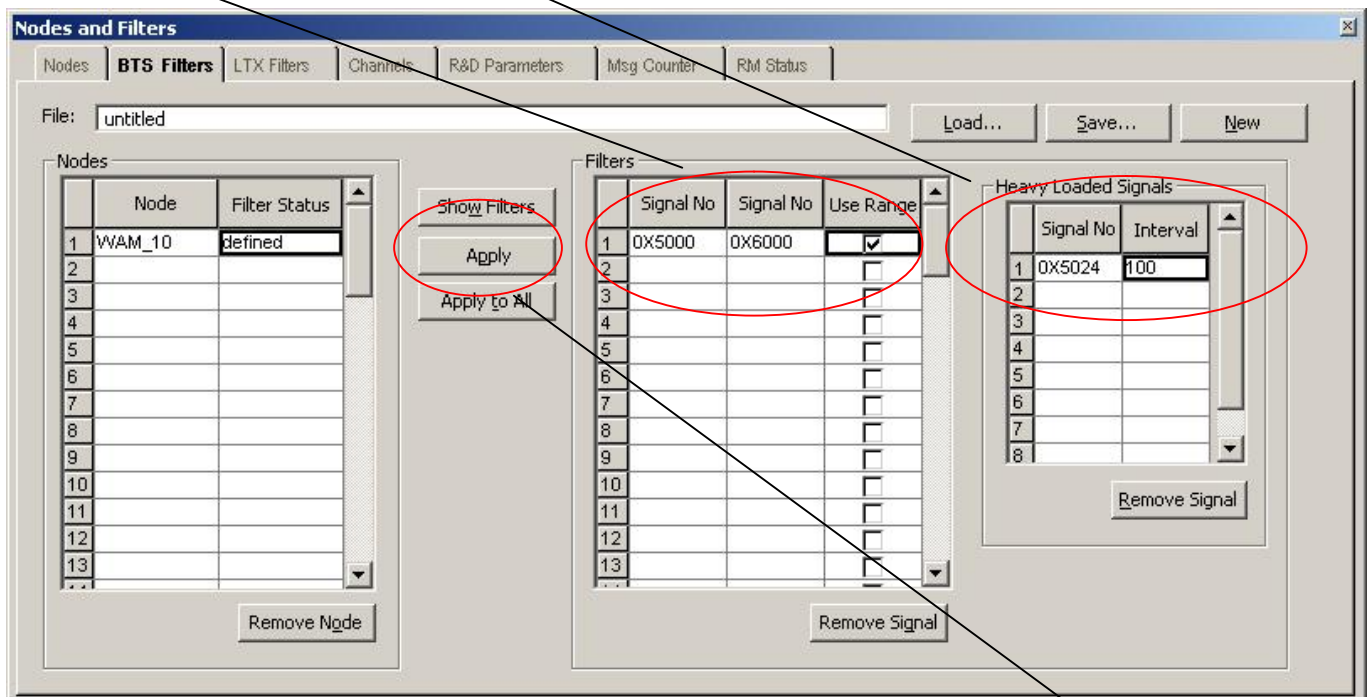 Nodes and Filters
Nodes BTS Filters LTX Filters Channels R&D Parameters Msg Counter RM Status
File: untitled Load... Save... New
Nodes
Node Filter Status
1 WAM_10 defined
2
3
4
5
6
7
8
9
10
11
12
13
Remove Node
Show Filters
Apply
Apply to All
Filters
Signal No Signal No Use Range
1 0X5000 0X6000
2
3
4
5
6
7
8
9
10
11
12
13
Remove Signal
Heavy Loaded Signals
Signal No Interval
1 0X5024 100
2
3
4
5
6
7
8
Remove Signal